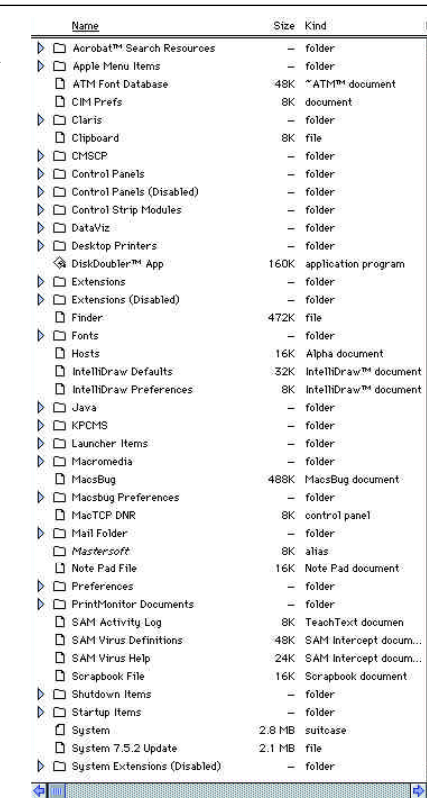 Name Size Kind
Acrobat™ Search Resources – folder
Apple Menu Items – folder
ATM Font Database 48K ~ATM™ document
CIM Prefs 8K document
Claris – folder
Clipboard 8K file
CMSCP – folder
Control Panels – folder
Control Panels (Disabled) – folder
Control Strip Modules – folder
DataViz – folder
Desktop Printers – folder
DiskDoubler™ App 160K application program
Extensions – folder
Extensions (Disabled) – folder
Finder 472K file
Fonts – folder
Hosts 16K Alpha document
IntelliDraw Defaults 32K IntelliDraw™ document
IntelliDraw Preferences 8K IntelliDraw™ document
Java – folder
KPCMS – folder
Launcher Items – folder
Macromedia – folder
MacsBug 488K MacsBug document
Macsbug Preferences – folder
MacTCP DNR 8K control panel
Mail Folder – folder
Mastersoft 8K alias
Note Pad File 16K Note Pad document
Preferences – folder
PrintMonitor Documents – folder
SAM Activity Log 8K TeachText documen
SAM Virus Definitions 48K SAM Intercept docum...
SAM Virus Help 24K SAM Intercept docum...
Scrapbook File 16K Scrapbook document
Shutdown Items – folder
Startup Items – folder
System 2.8 MB suitcase
System 7.5.2 Update 2.1 MB file
System Extensions (Disabled) – folder